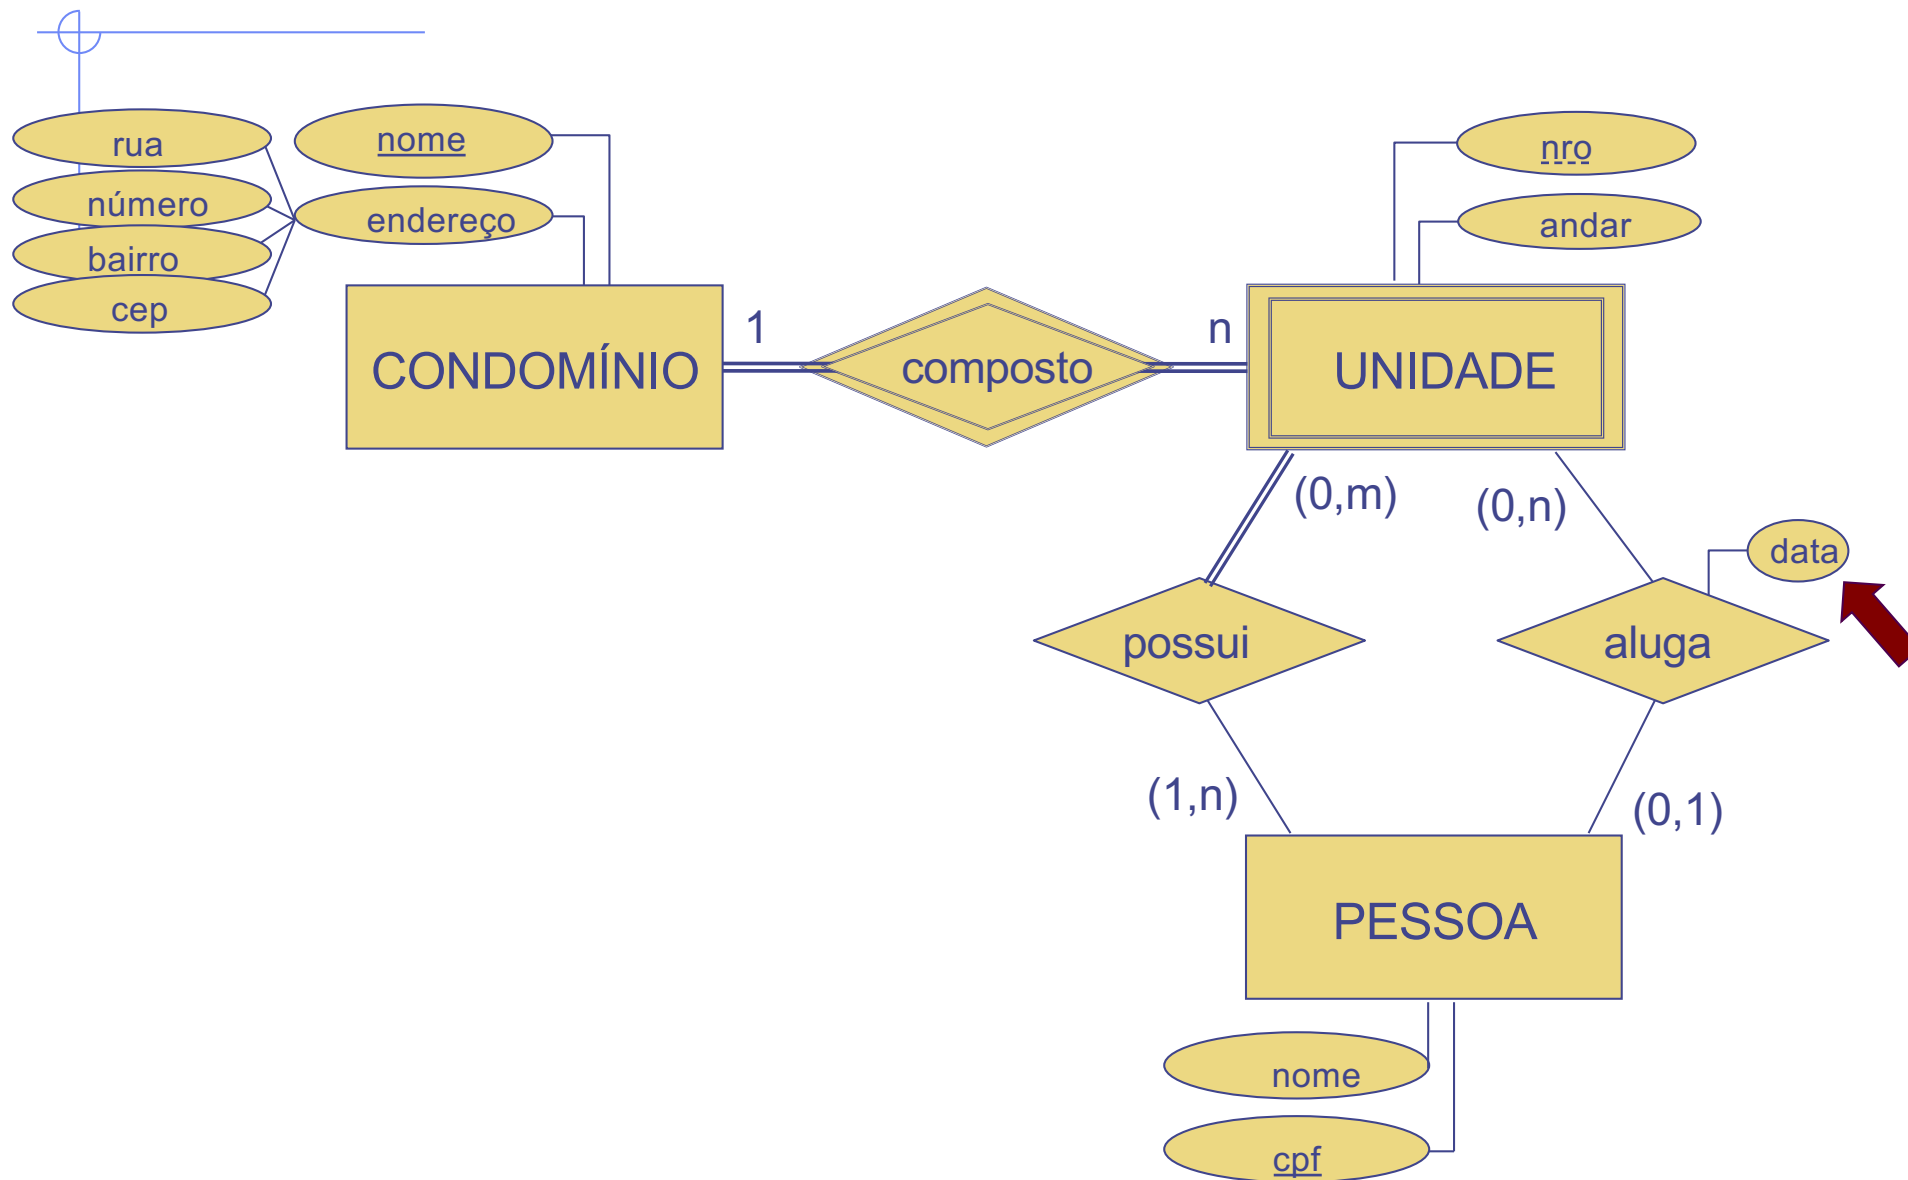 rua
número
bairro
cep
nome
endereço
nro
andar
CONDOMÍNIO
1
composto
n
UNIDADE
(0,m)
(0,n)
data
possui
aluga
(1,n)
(0,1)
PESSOA
nome
cpf